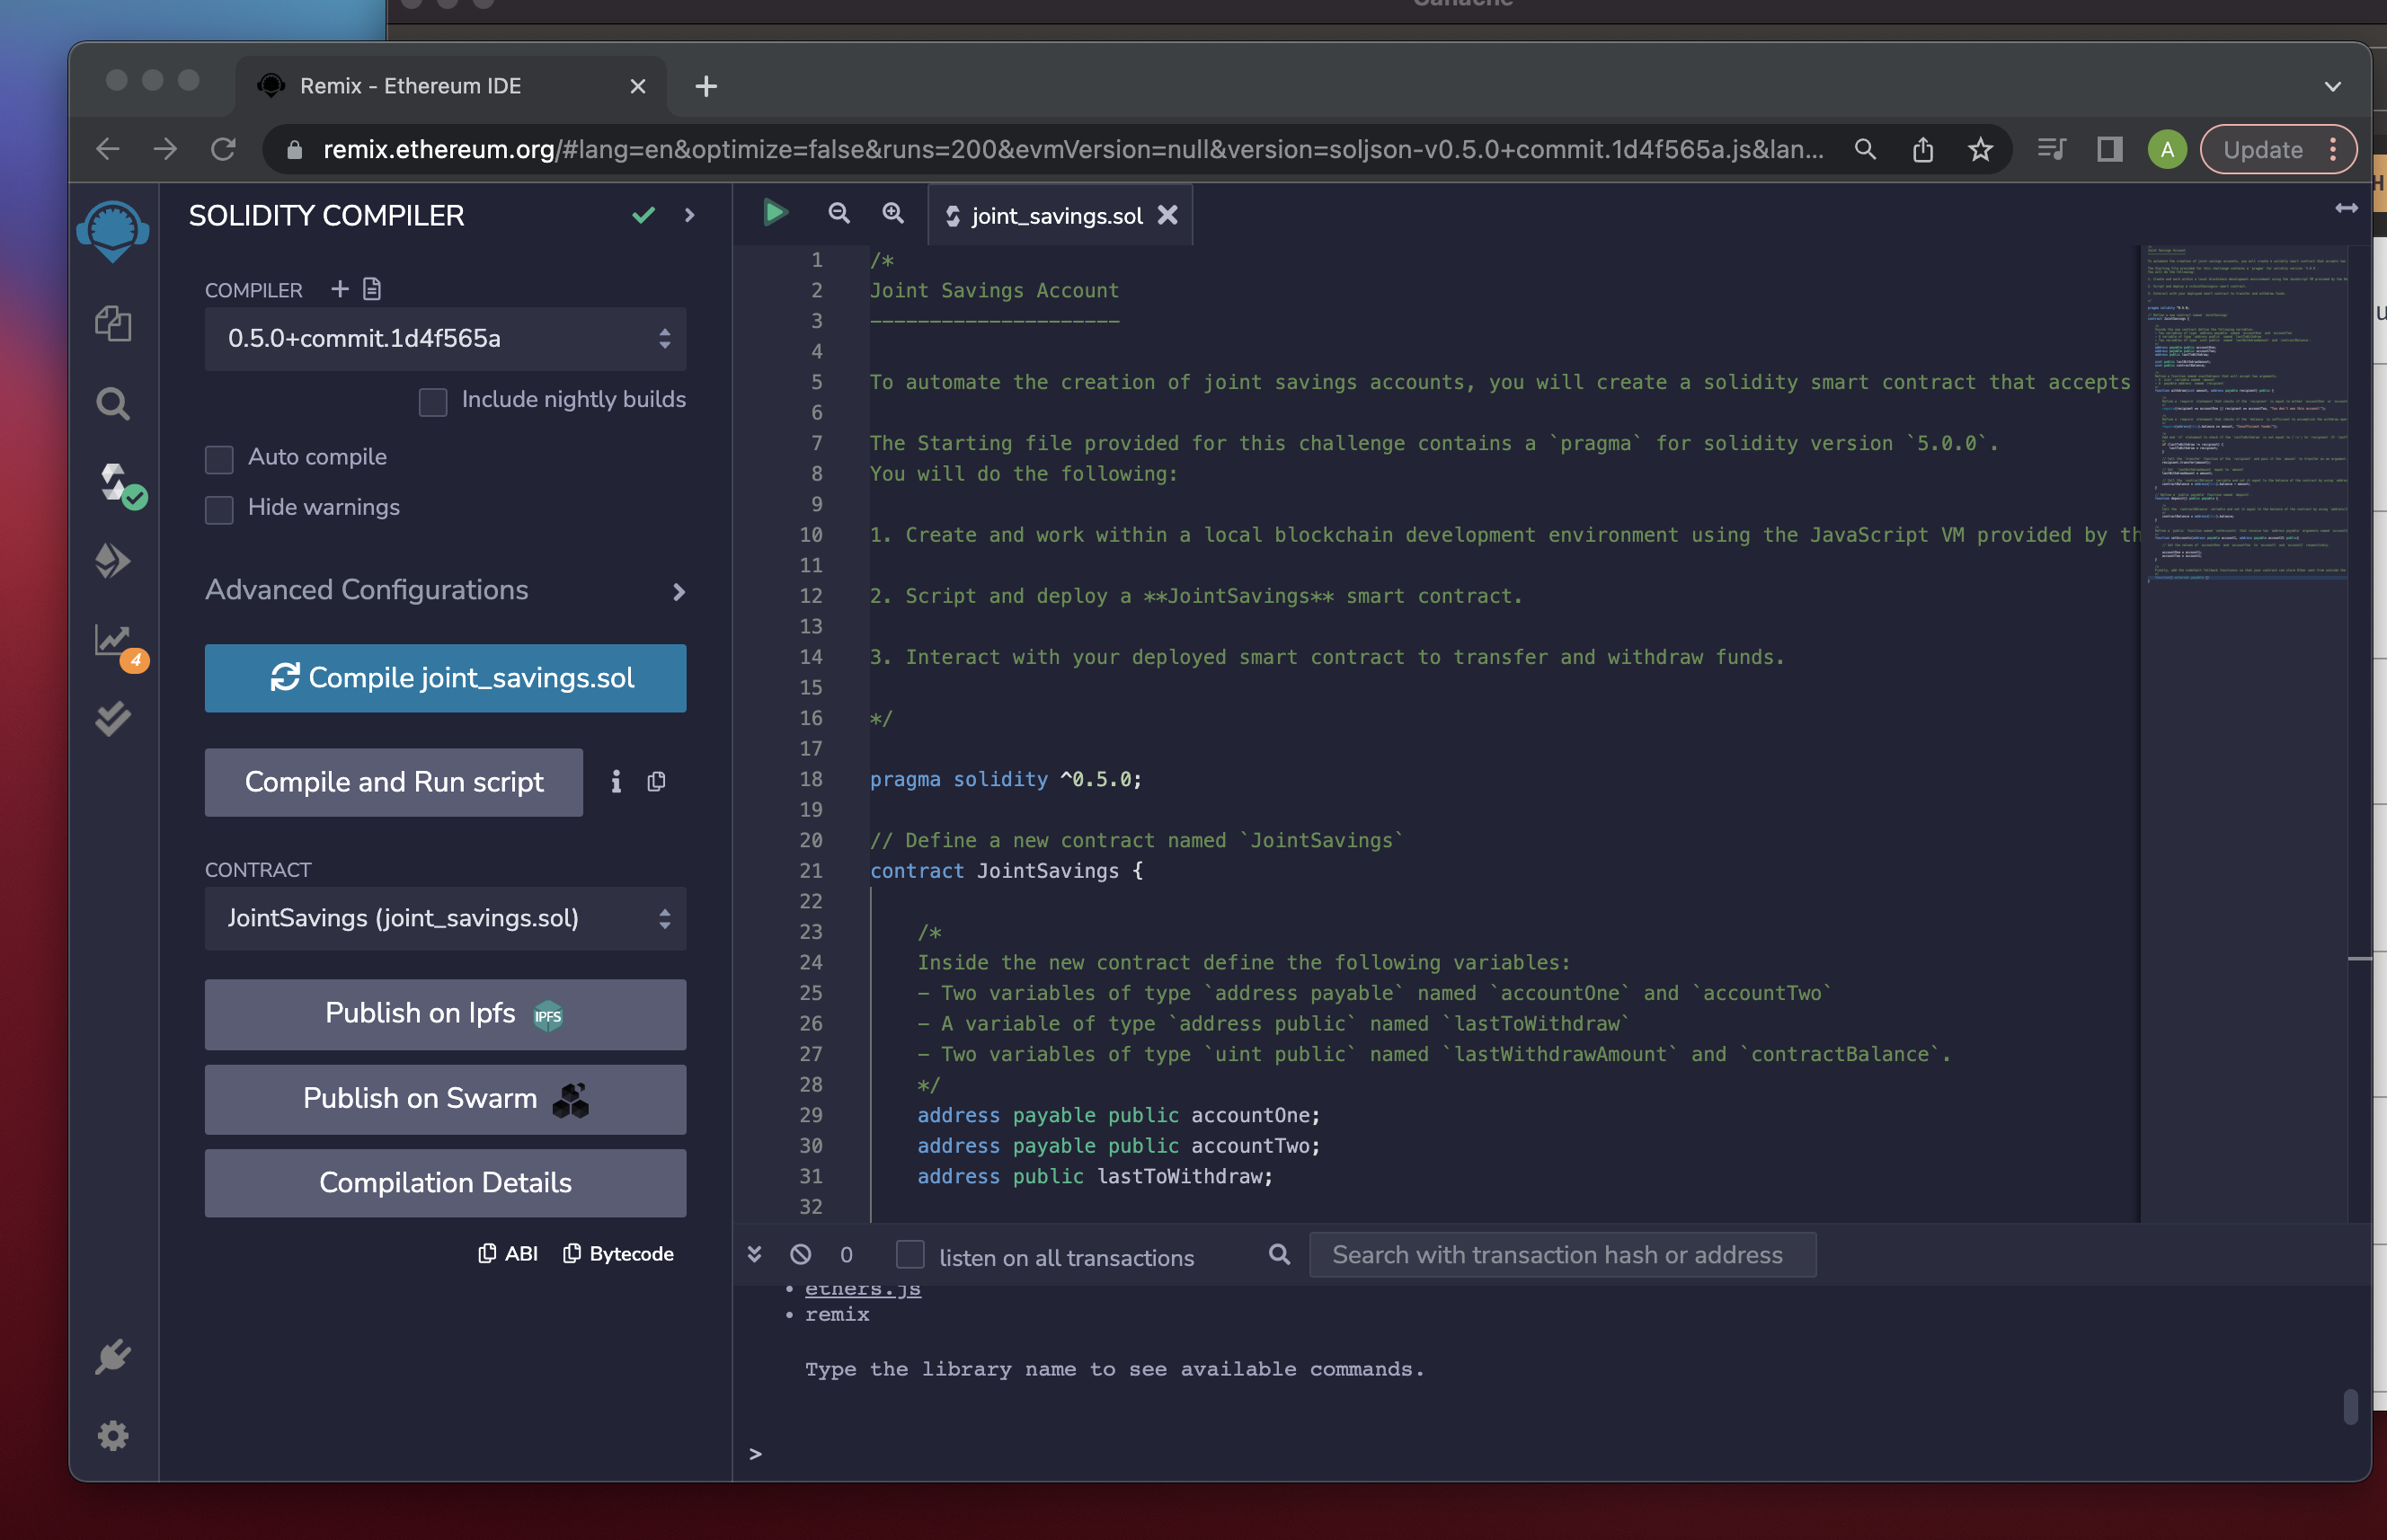 Remix - Ethereum IDE
remix.ethereum.org/#lang=en&optimize=false&runs=200&evmVersion=null&version=soljson-v0.5.0+commit.1d4f565a.js&lan...
A
Update
SOLIDITY COMPILER
COMPILER
0.5.0+commit.1d4f565a
Include nightly builds
Auto compile
Hide warnings
Advanced Configurations
4
Compile joint_savings.sol
Compile and Run script
CONTRACT
JointSavings (joint_savings.sol)
Publish on Ipfs IPFS
Publish on Swarm
Compilation Details
ABI Bytecode
joint_savings.sol
1 /*
2 Joint Savings Account
3 ---------------------
4
5 To automate the creation of joint savings accounts, you will create a solidity smart contract that accepts
6
7 The Starting file provided for this challenge contains a `pragma` for solidity version `5.0.0`.
8 You will do the following:
9
10 1. Create and work within a local blockchain development environment using the JavaScript VM provided by th
11
12 2. Script and deploy a **JointSavings** smart contract.
13
14 3. Interact with your deployed smart contract to transfer and withdraw funds.
15
16 */
17
18 pragma solidity ^0.5.0;
19
20 // Define a new contract named `JointSavings`
21 contract JointSavings {
22
23 /*
24 Inside the new contract define the following variables:
25 - Two variables of type `address payable` named `accountOne` and `accountTwo`
26 - A variable of type `address public` named `lastToWithdraw`
27 - Two variables of type `uint public` named `lastWithdrawAmount` and `contractBalance`.
28 */
29 address payable public accountOne;
30 address payable public accountTwo;
31 address public lastToWithdraw;
32
0 listen on all transactions Search with transaction hash or address
• ethers.js
• remix
Type the library name to see available commands.
>